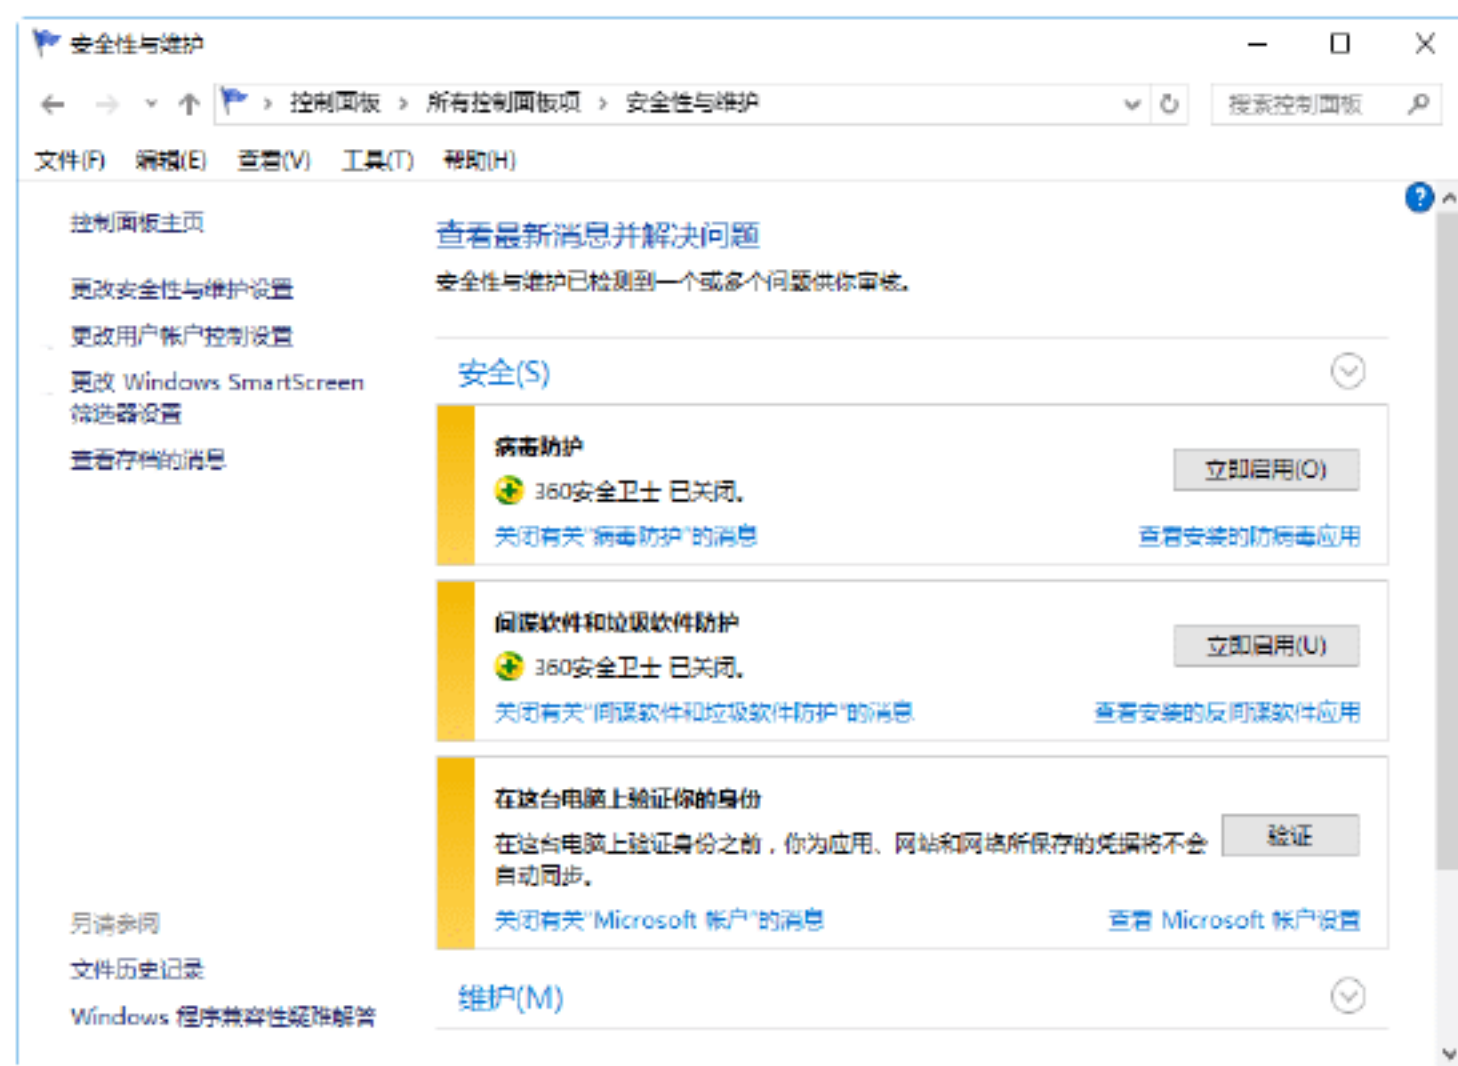 安全性与维护
控制面板 > 所有控制面板项 > 安全性与维护
搜索控制面板
文件(F) 编辑(E) 查看(V) 工具(T) 帮助(H)
控制面板主页
更改安全性与维护设置
更改用户帐户控制设置
更改 Windows SmartScreen
筛选器设置
查看存档的消息
另请参阅
文件历史记录
Windows 程序兼容性疑难解答
查看最新消息并解决问题
安全性与维护已检测到一个或多个问题供你审核。
安全(S)
病毒防护
立即启用(O)
360安全卫士 已关闭。
关闭有关"病毒防护"的消息
查看安装的防病毒应用
间谍软件和垃圾软件防护
立即启用(U)
360安全卫士 已关闭。
关闭有关"间谍软件和垃圾软件防护"的消息
查看安装的反间谍软件应用
在这台电脑上验证你的身份
在这台电脑上验证身份之前，你为应用、网站和网络所保存的凭据将不会
自动同步。
验证
关闭有关"Microsoft 帐户"的消息
查看 Microsoft 帐户设置
维护(M)